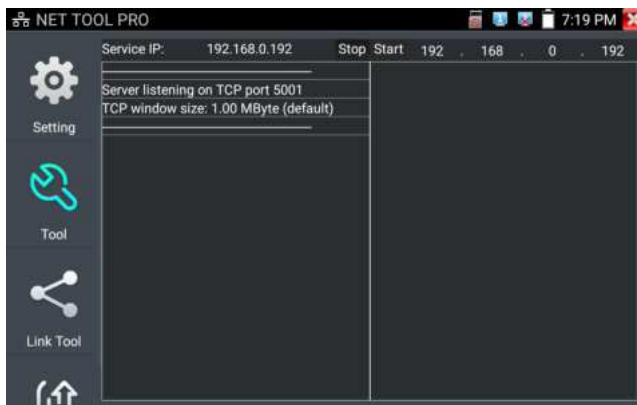 NET TOOL PRO 7:19 PM
Service IP: 192.168.0.192 Stop Start 192 . 168 . 0 . 192
Server listening on TCP port 5001
TCP window size: 1.00 MByte (default)
Setting
Tool
Link Tool